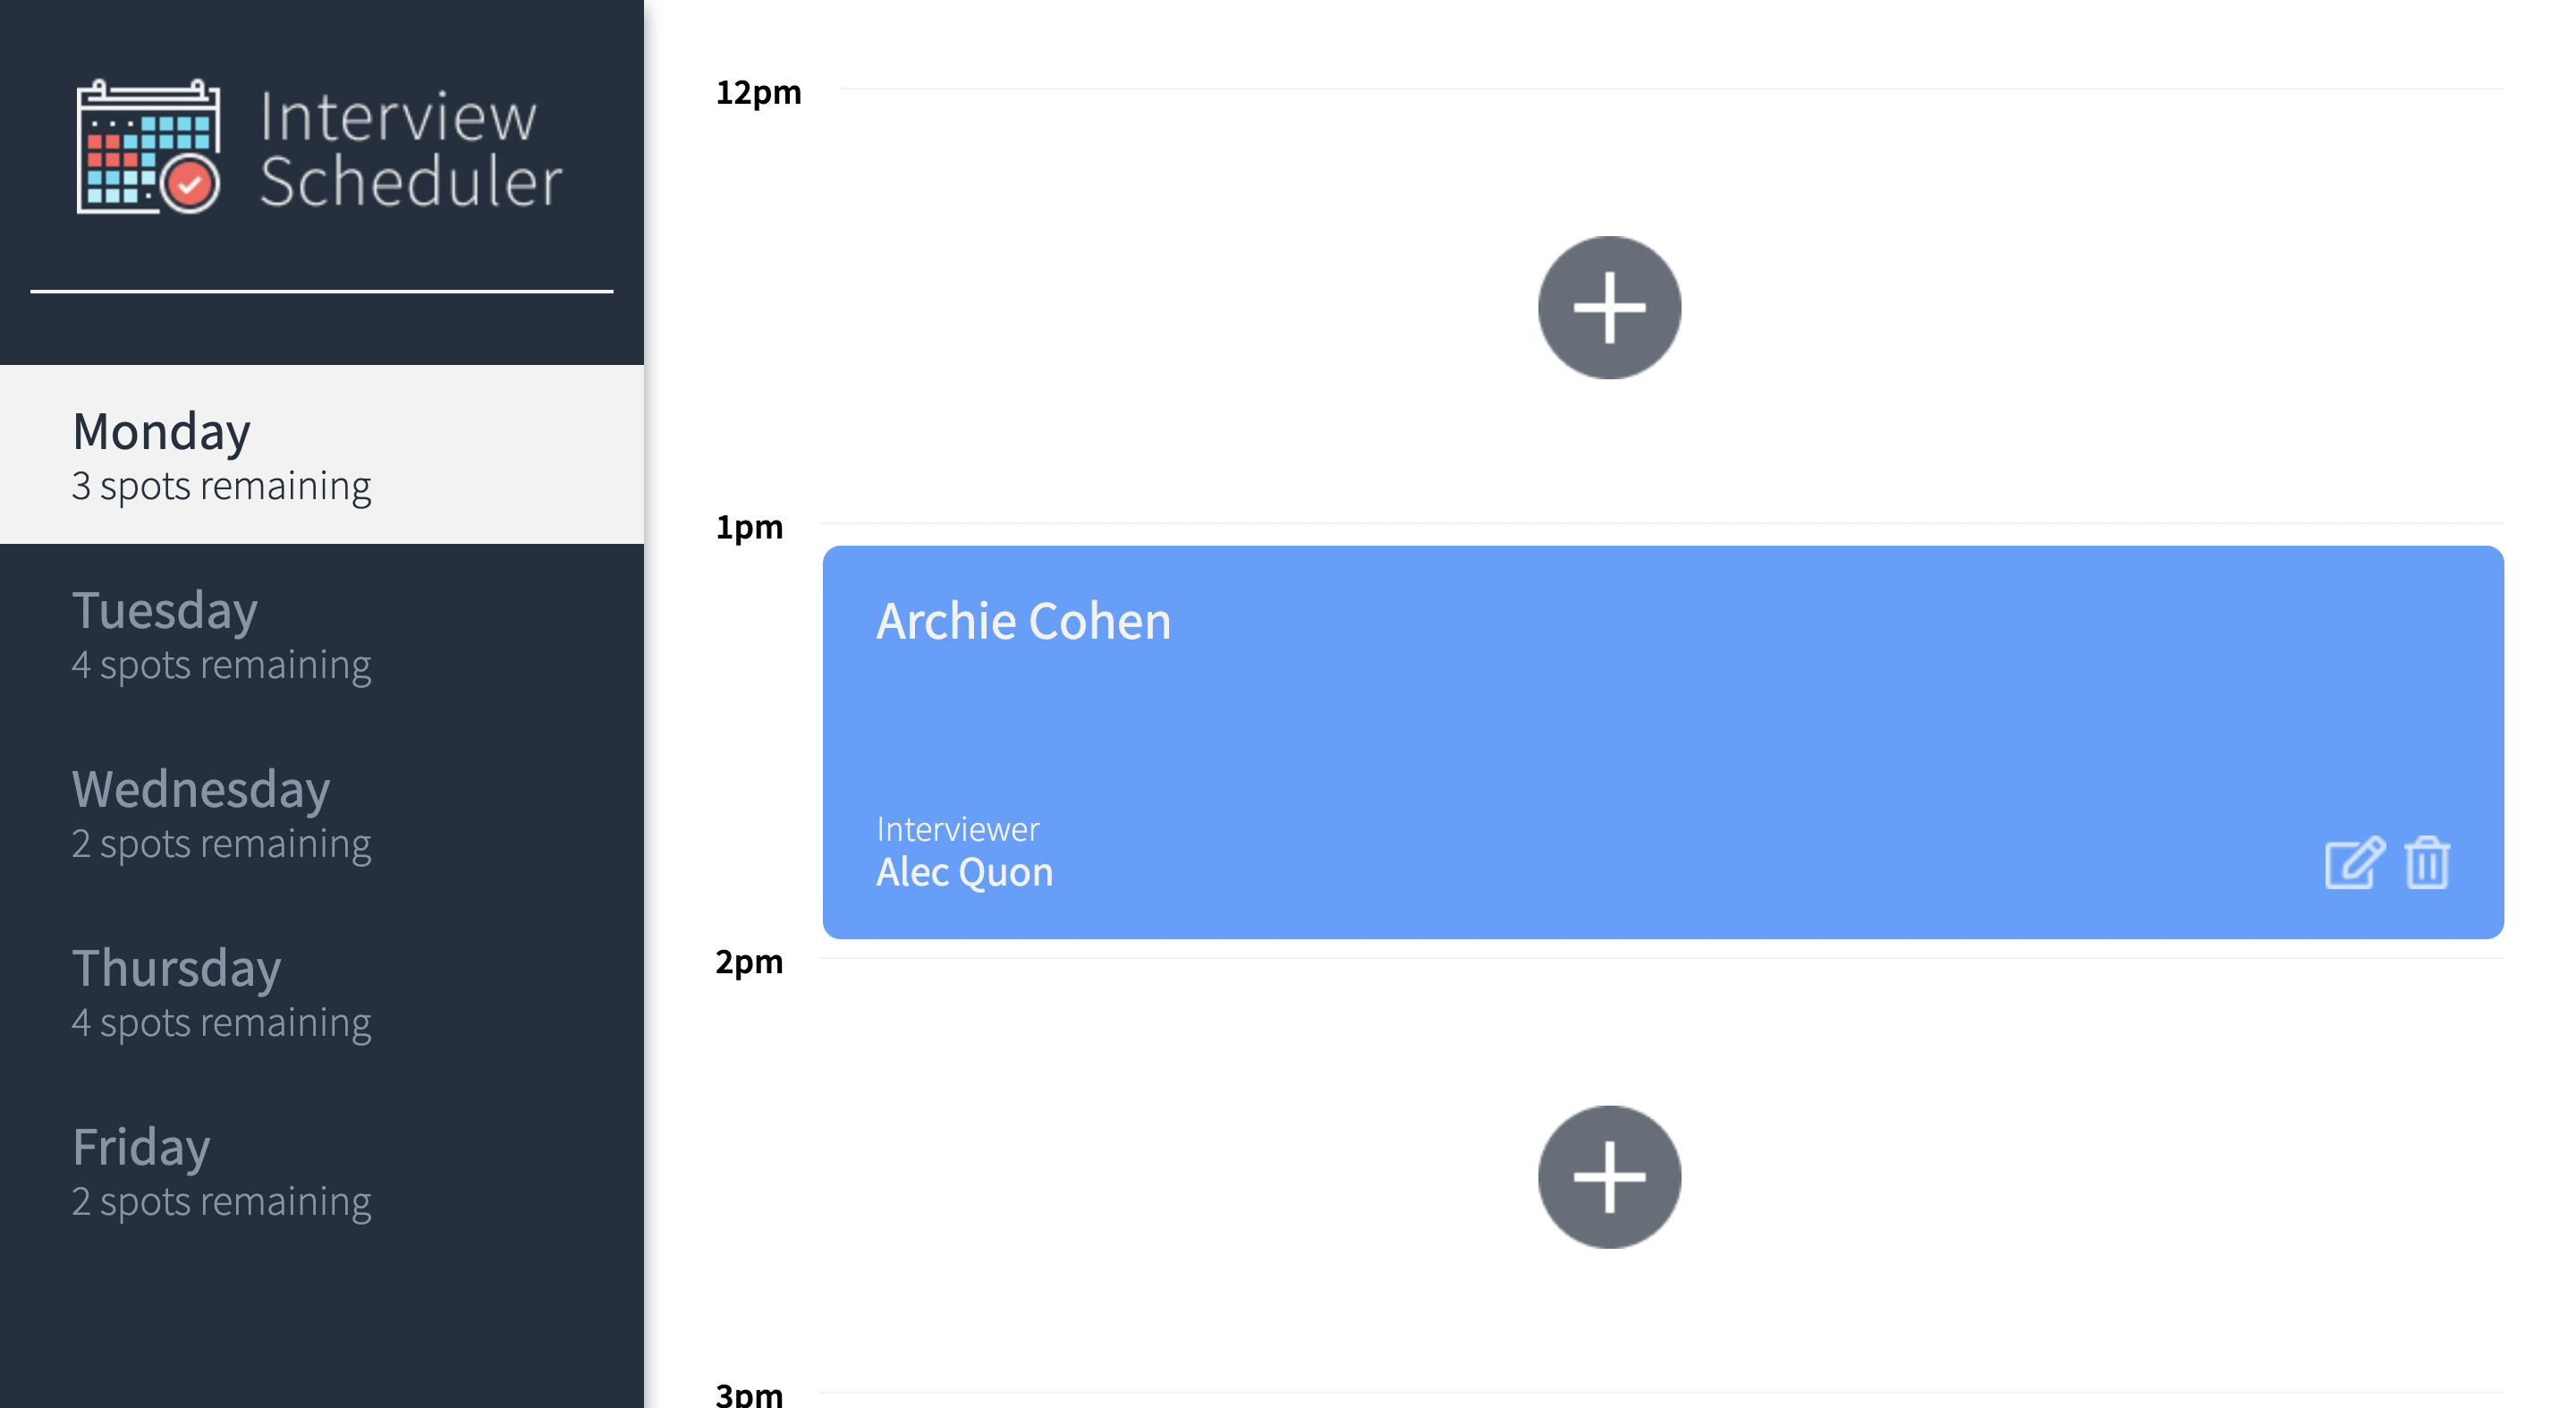 Interview
Scheduler
Monday
3 spots remaining
Tuesday
4 spots remaining
Wednesday
2 spots remaining
Thursday
4 spots remaining
Friday
2 spots remaining
12pm
1pm
Archie Cohen
Interviewer
Alec Quon
2pm
3pm